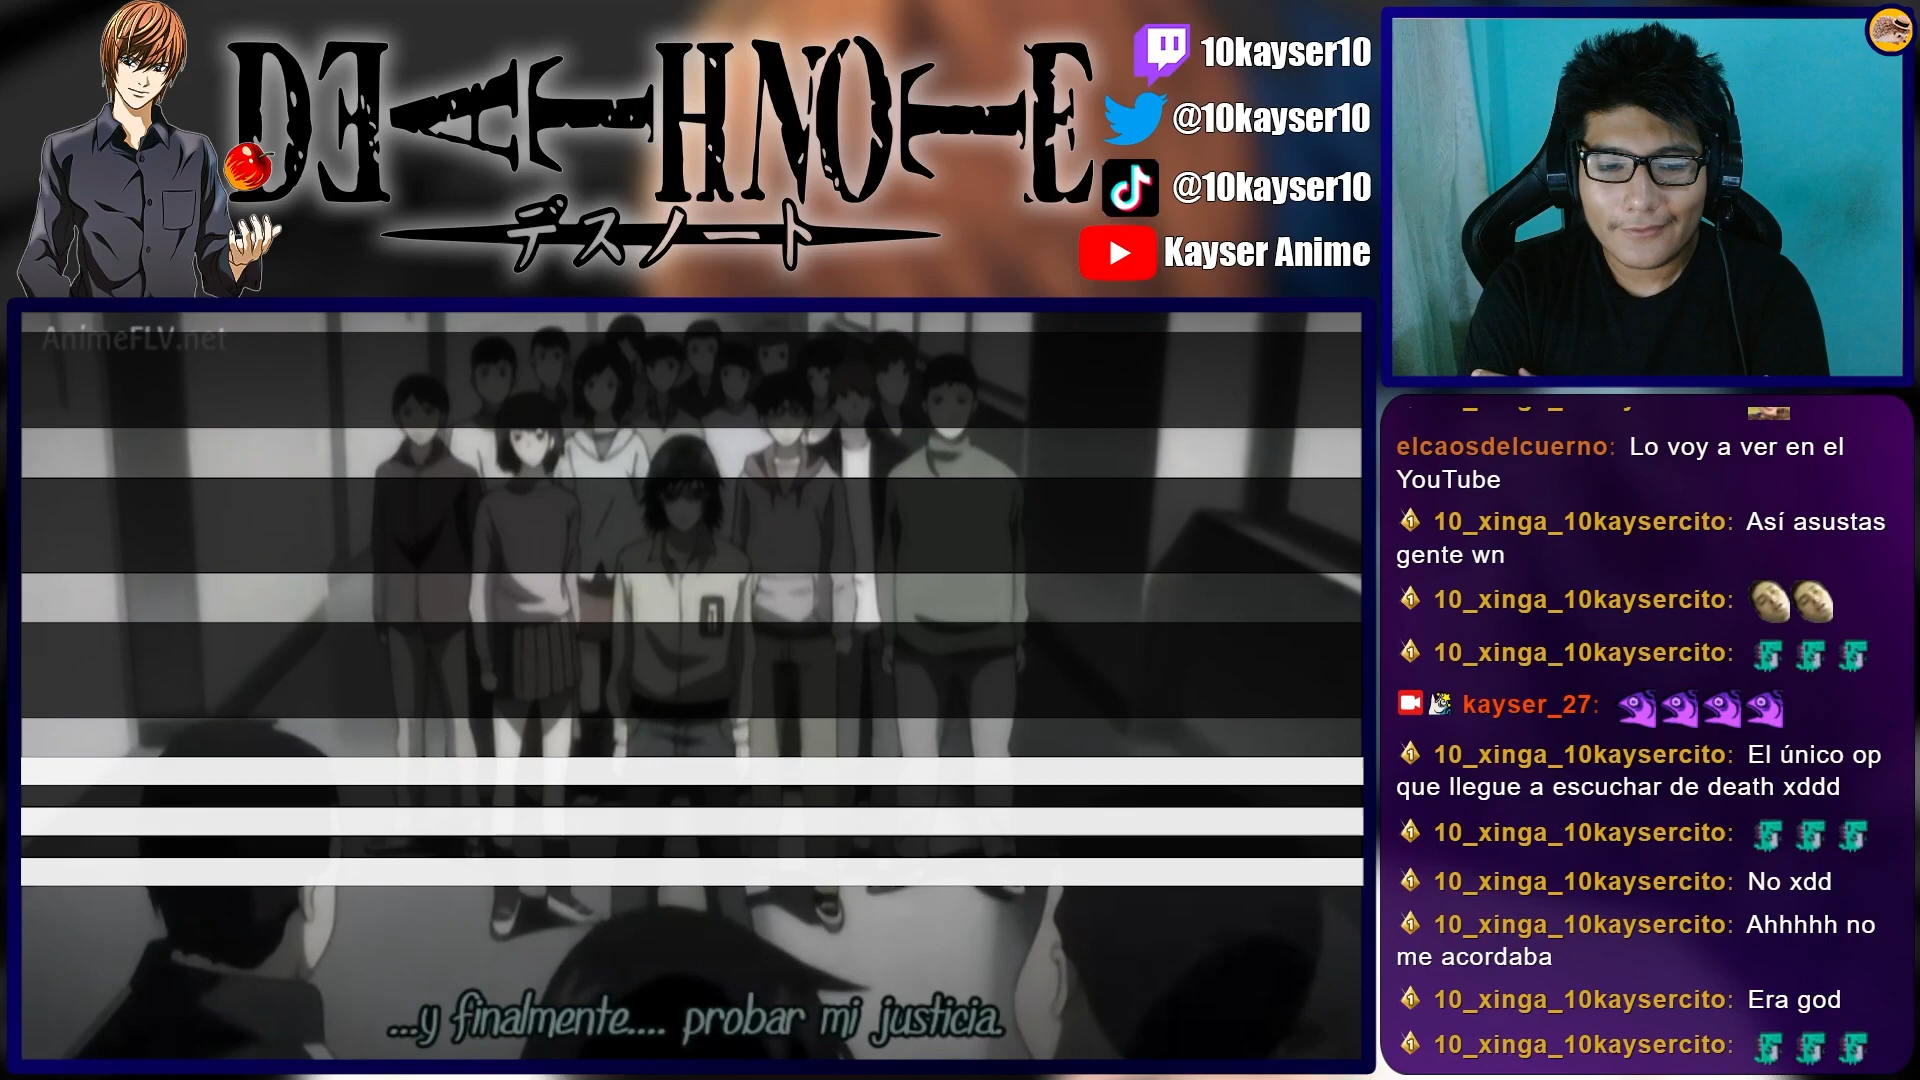 DEATH NOTE
デスノート
10kayser10
@10kayser10
@10kayser10
Kayser Anime
AnimeFLV.net
...y finalmente.... probar mi justicia.
elcaosdelcuerno: Lo voy a ver en el
YouTube
10_xinga_10kaysercito: Así asustas
gente wn
10_xinga_10kaysercito:
10_xinga_10kaysercito:
kayser_27:
10_xinga_10kaysercito: El único op
que llegue a escuchar de death xddd
10_xinga_10kaysercito:
10_xinga_10kaysercito: No xdd
10_xinga_10kaysercito: Ahhhhh no
me acordaba
10_xinga_10kaysercito: Era god
10_xinga_10kaysercito: